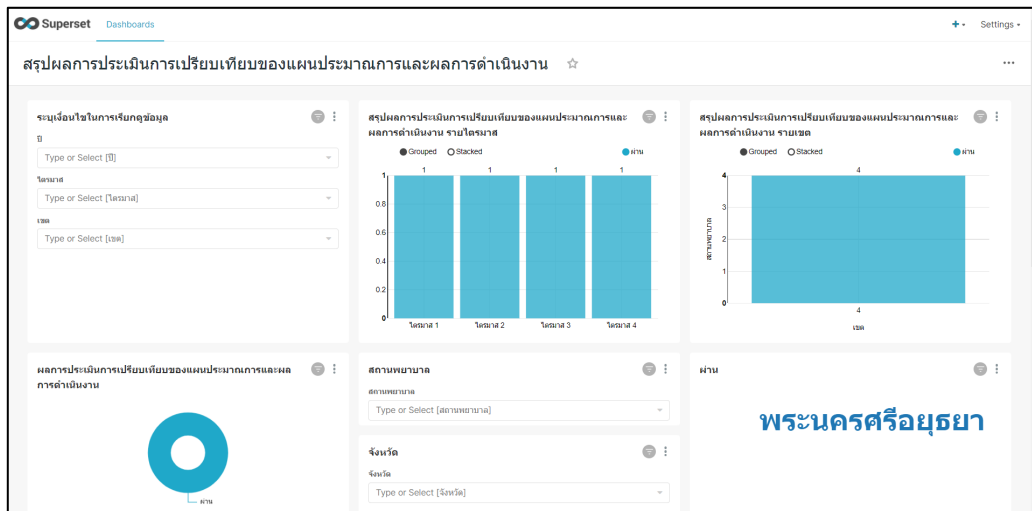 Superset Dashboards Settings
สรุปผลการประเมินการเปรียบเทียบของแผนประมาณการและผลการดำเนินงาน
ระบุเงื่อนไขในการเรียกดูข้อมูล
ปี
Type or Select [ปี]
ไตรมาส
Type or Select [ไตรมาส]
เขต
Type or Select [เขต]
สรุปผลการประเมินการเปรียบเทียบของแผนประมาณการและ
ผลการดำเนินงาน รายไตรมาส
Grouped Stacked ผ่าน
1 1 1 1
1
0.8
0.6
0.4
0.2
0
ไตรมาส 1 ไตรมาส 2 ไตรมาส 3 ไตรมาส 4
สรุปผลการประเมินการเปรียบเทียบของแผนประมาณการและ
ผลการดำเนินงาน รายเขต
Grouped Stacked ผ่าน
4
4
3
2
1
0
สถานพยาบาล
4
เขต
ผลการประเมินการเปรียบเทียบของแผนประมาณการและผล
การดำเนินงาน
ผ่าน
สถานพยาบาล
สถานพยาบาล
Type or Select [สถานพยาบาล]
จังหวัด
จังหวัด
Type or Select [จังหวัด]
ผ่าน
พระนครศรีอยุธยา